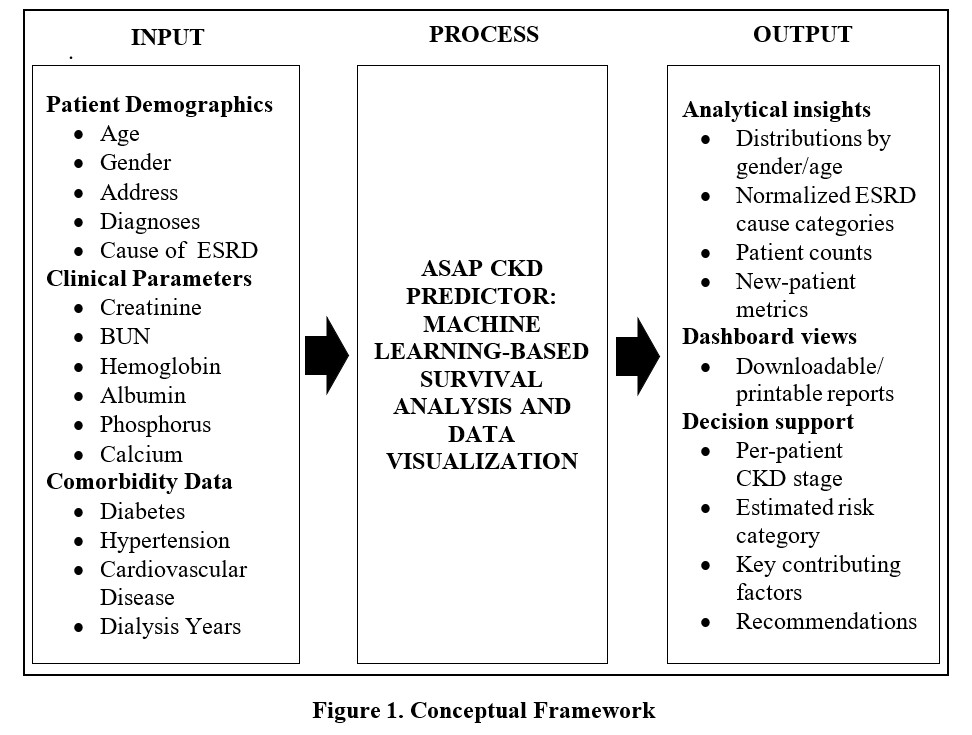 INPUT
.
Patient Demographics
• Age
• Gender
• Address
• Diagnoses
• Cause of ESRD
Clinical Parameters
• Creatinine
• BUN
• Hemoglobin
• Albumin
• Phosphorus
• Calcium
Comorbidity Data
• Diabetes
• Hypertension
• Cardiovascular
Disease
• Dialysis Years
PROCESS
ASAP CKD
PREDICTOR:
MACHINE
LEARNING-BASED
SURVIVAL
ANALYSIS AND
DATA
VISUALIZATION
OUTPUT
Analytical insights
• Distributions by
gender/age
• Normalized ESRD
cause categories
• Patient counts
• New-patient
metrics
Dashboard views
• Downloadable/
printable reports
Decision support
• Per-patient
CKD stage
• Estimated risk
category
• Key contributing
factors
• Recommendations
Figure 1. Conceptual Framework